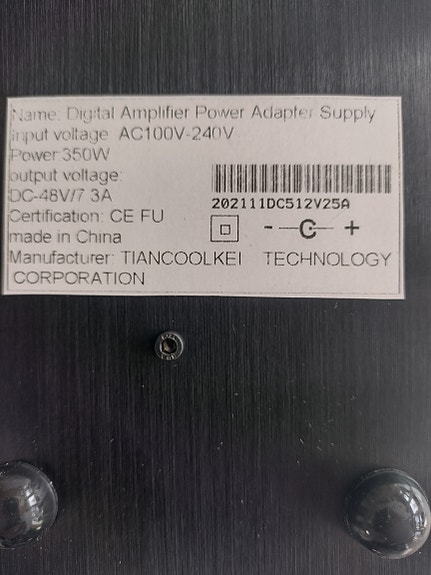 Name: Digital Amplifier Power Adapter Supply
input voltage AC100V-240V
Power:350W
output voltage:
DC-48V/7 3A
202111DC512V25A
Certification: CE FU
- C +
made in China
Manufacturer: TIANCOOLKEI TECHNOLOGY
CORPORATION